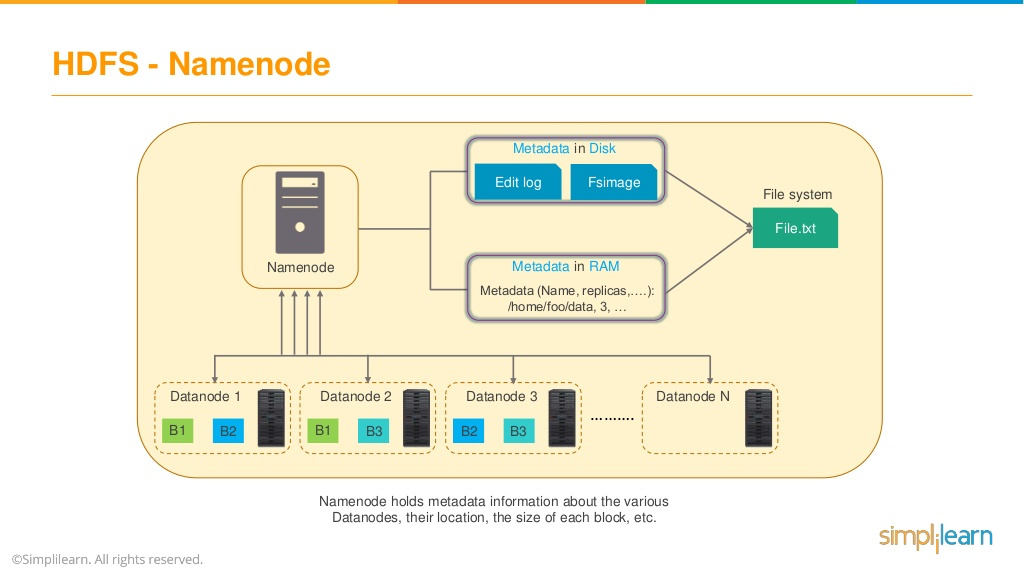 HDFS - Namenode
Metadata in Disk
Edit log
Fsimage
File system
File.txt
Namenode
Metadata in RAM
Metadata (Name, replicas,….):
/home/foo/data, 3, …
Datanode 1
B1
B2
Datanode 2
B1
B3
Datanode 3
B2
B3
..........
Datanode N
Namenode holds metadata information about the various
Datanodes, their location, the size of each block, etc.
simplilearn
©Simplilearn. All rights reserved.